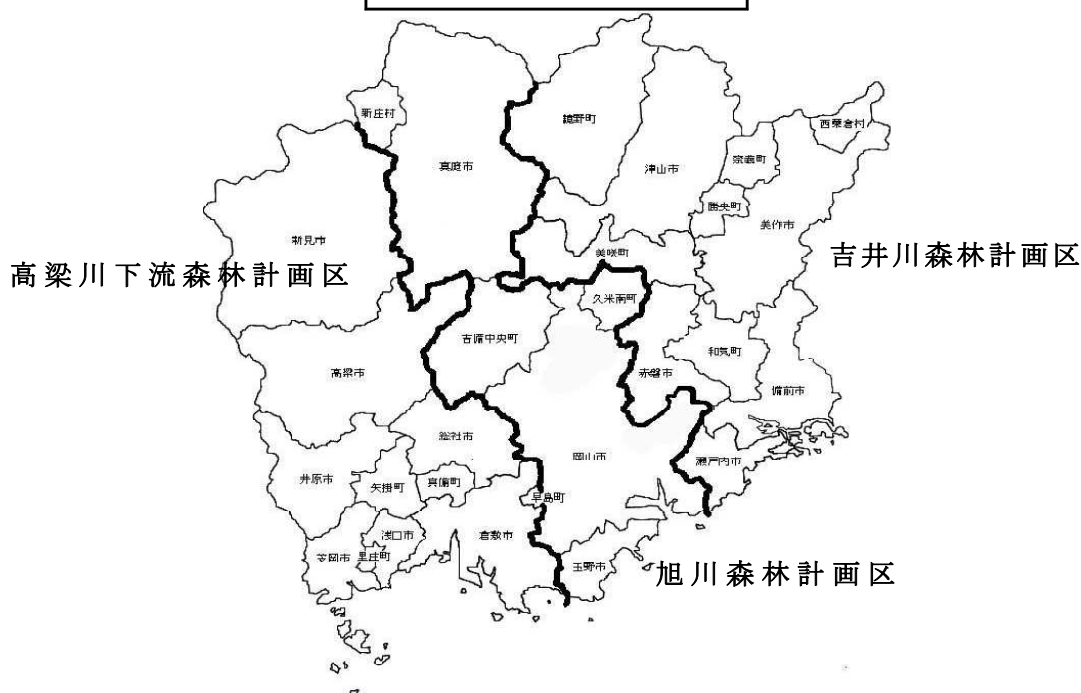 新庄村
真庭市
鏡野町
津山市
奈義町
西粟倉村
勝央町
美作市
新見市
美咲町
吉井川森林計画区
高梁川下流森林計画区
久米南町
吉備中央町
和気町
赤磐市
高梁市
備前市
総社市
岡山市
瀬戸内市
井原市
矢掛町
真備町
早島町
浅口市
倉敷市
笠岡市
里庄町
玉野市
旭川森林計画区